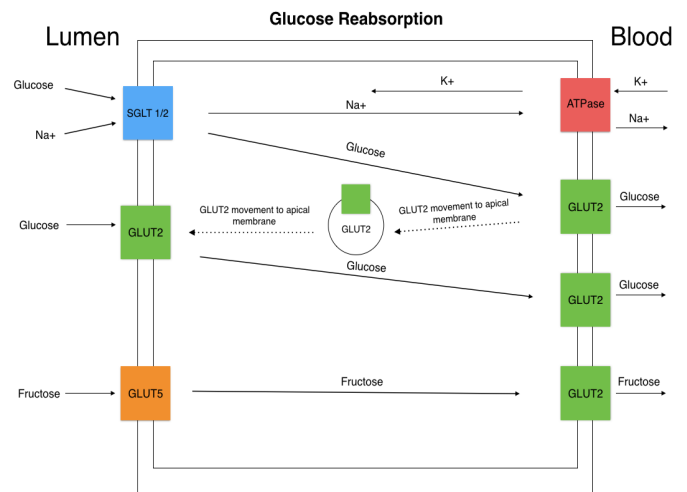 Glucose Reabsorption
Lumen
Blood
Glucose
Na+
SGLT 1/2
K+
Na+
Glucose
ATPase
K+
Na+
Glucose
GLUT2
GLUT2 movement to apical
membrane
GLUT2
GLUT2 movement to apical
membrane
GLUT2
Glucose
Glucose
GLUT2
Glucose
Fructose
GLUT5
Fructose
GLUT2
Fructose